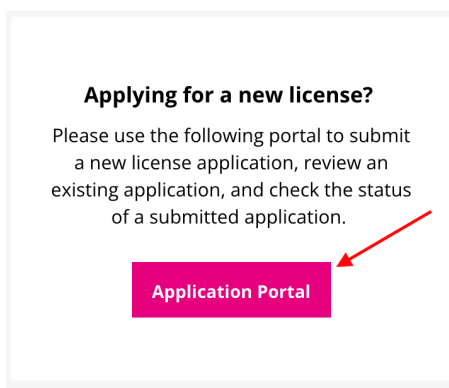 Applying for a new license?
Please use the following portal to submit
a new license application, review an
existing application, and check the status
of a submitted application.
Application Portal